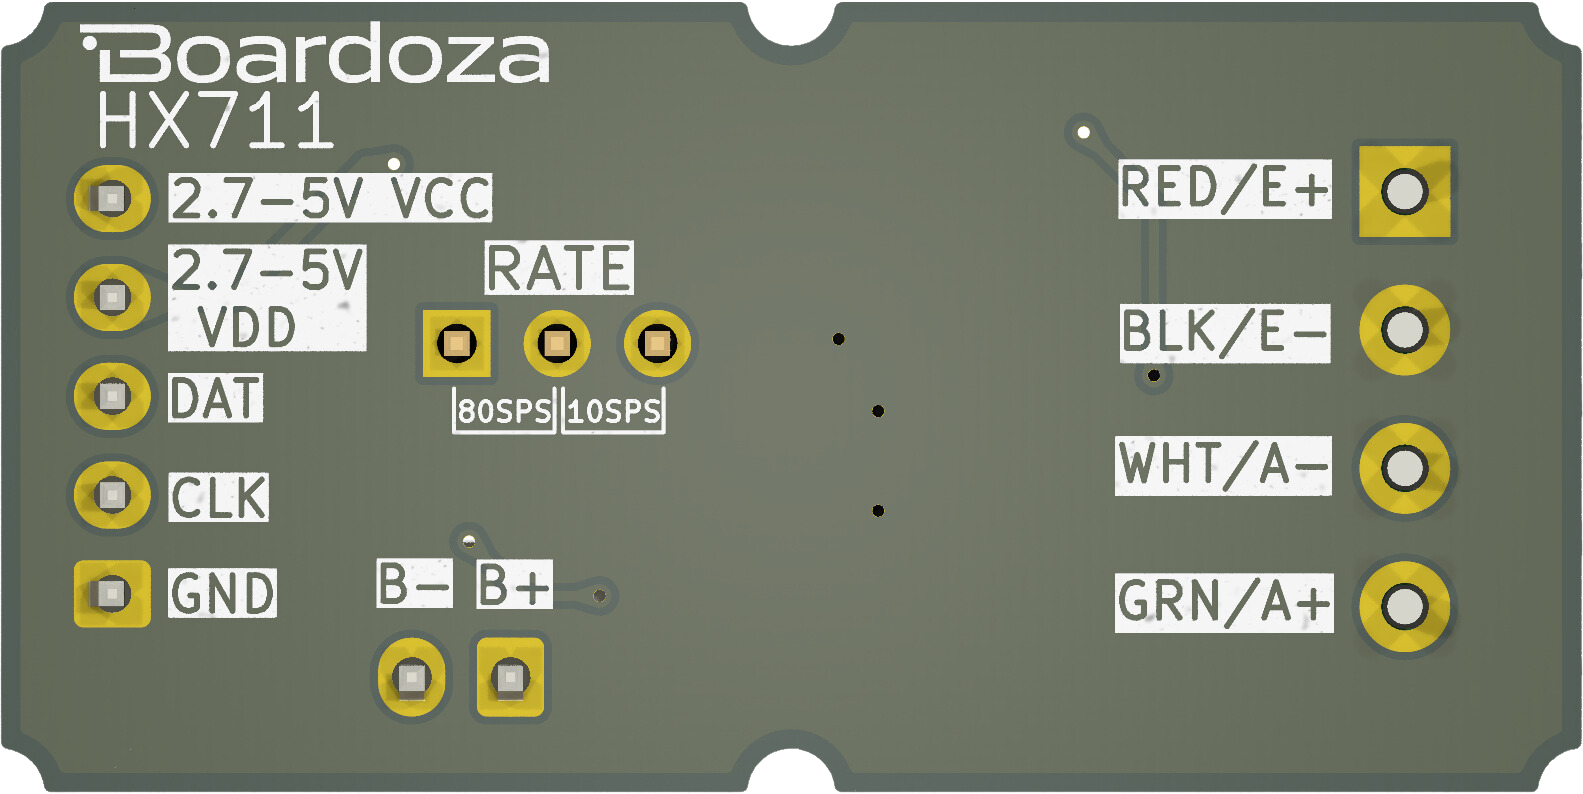 Boardoza
HX711
2.7-5V VCC
2.7-5V
VDD
DAT
CLK
GND
RATE
80SPS 10SPS
B- B+
RED/E+
BLK/E-
WHT/A-
GRN/A+